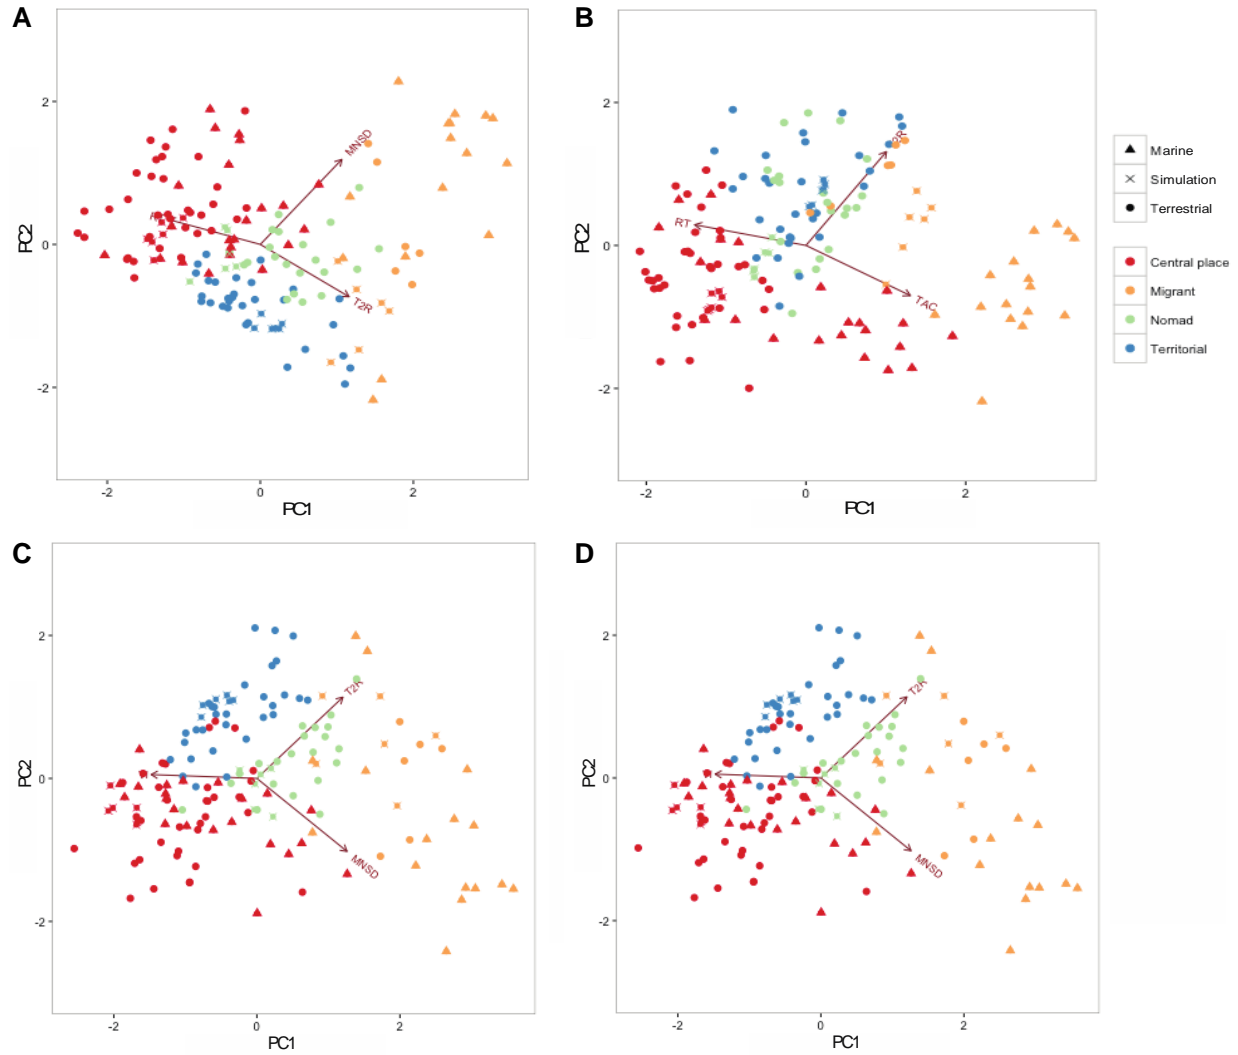 A
B
2
0
-2
PC2
MNSD
T2R
-2
0
2
PC1
2
0
-2
PC2
RT
TAC
-2
0
2
PC1
Marine
Simulation
Terrestrial
Central place
Migrant
Nomad
Territorial
C
D
2
0
-2
PC2
T2R
MNSD
-2
0
2
PC1
2
0
-2
PC2
T2R
MNSD
-2
0
2
PC1